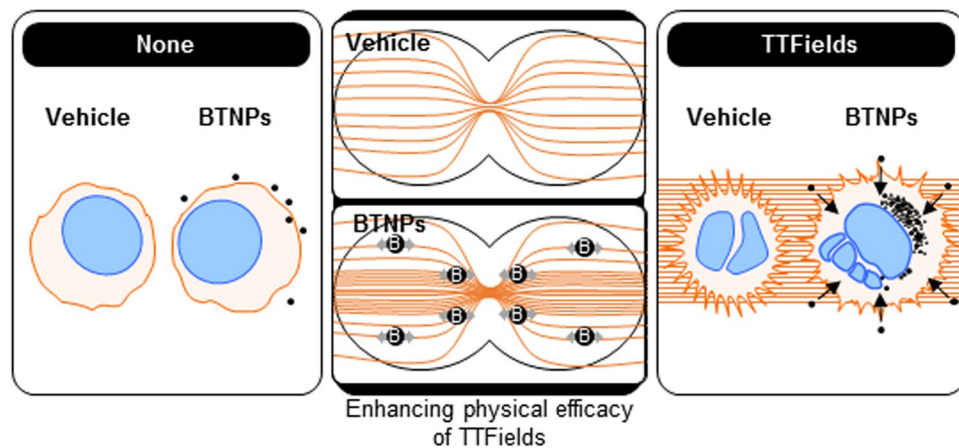 None
Vehicle BTNPs
Vehicle
BTNPs
B B
B B
B B
B B
Enhancing physical efficacy
of TTFields
TTFields
Vehicle BTNPs